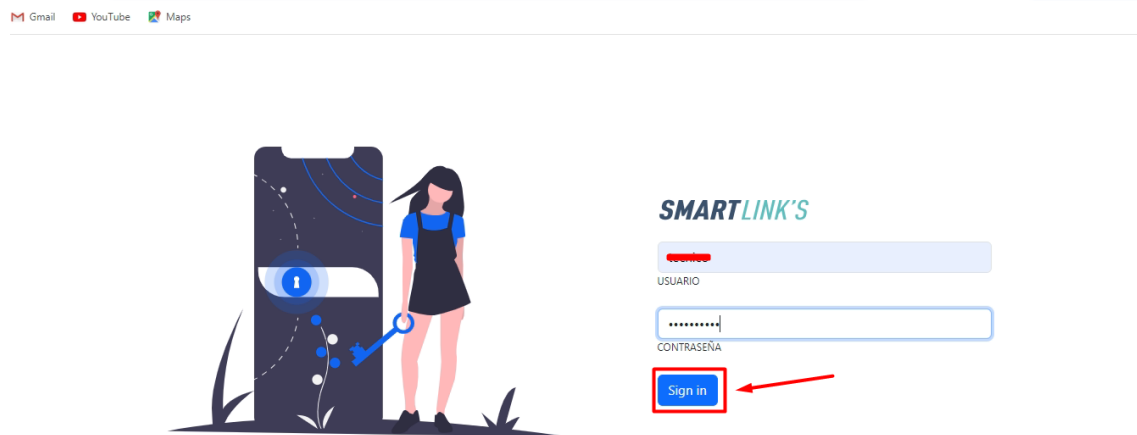 Gmail YouTube Maps
SMARTLINK'S
USUARIO
••••••••••
CONTRASEÑA
Sign in